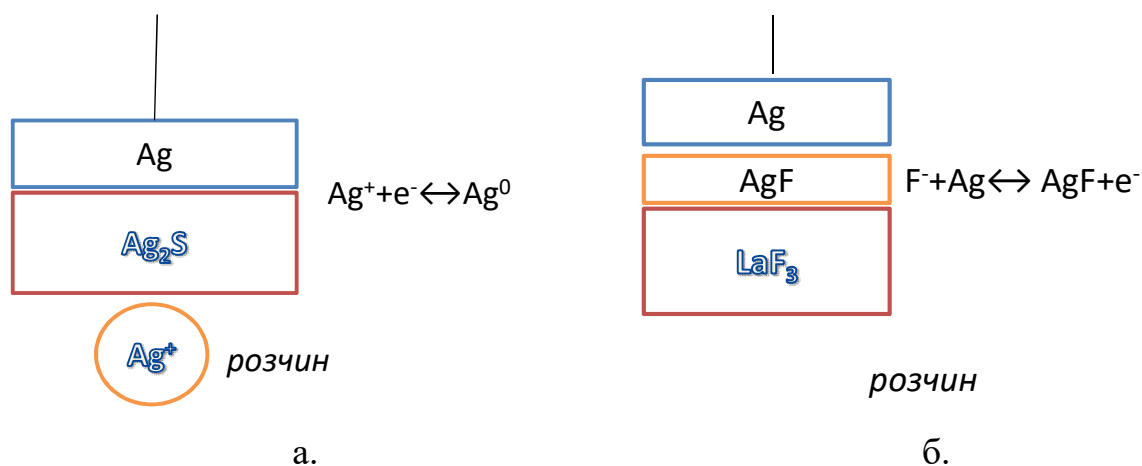 Ag
Ag⁺+e⁻↔Ag⁰
Ag₂S
Ag⁺
розчин
а.
Ag
AgF
F⁻+Ag↔ AgF+e⁻
LaF₃
розчин
б.